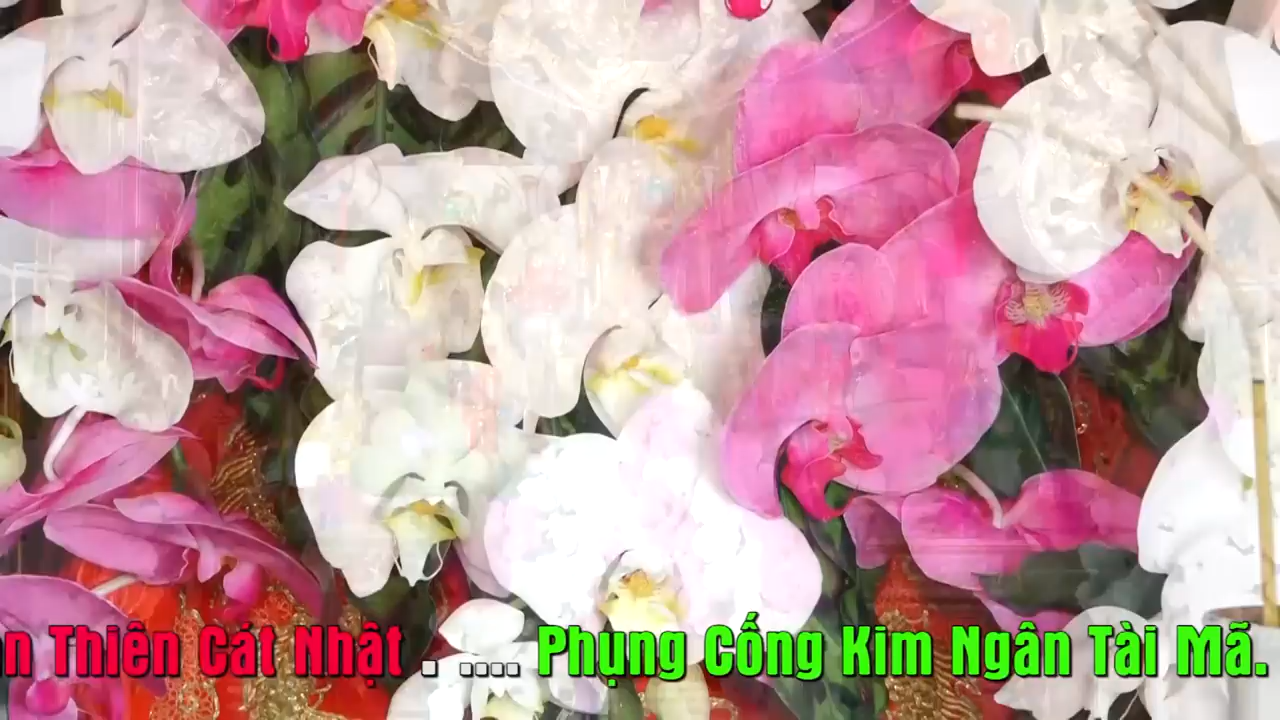 n Thiên Cát Nhật . .... Phụng Cống Kim Ngân Tài Mã.